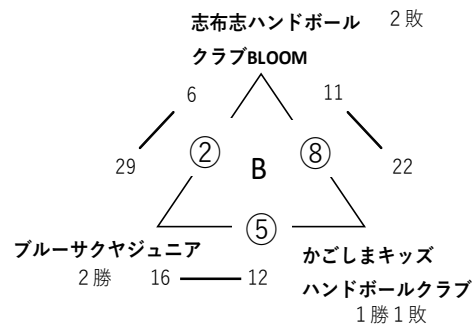 志布志ハンドボール 2敗
クラブBLOOM
6 11
② ⑧
29 B 22
⑤
ブルーサクヤジュニア かごしまキッズ
2勝 16 12 ハンドボールクラブ
1勝1敗